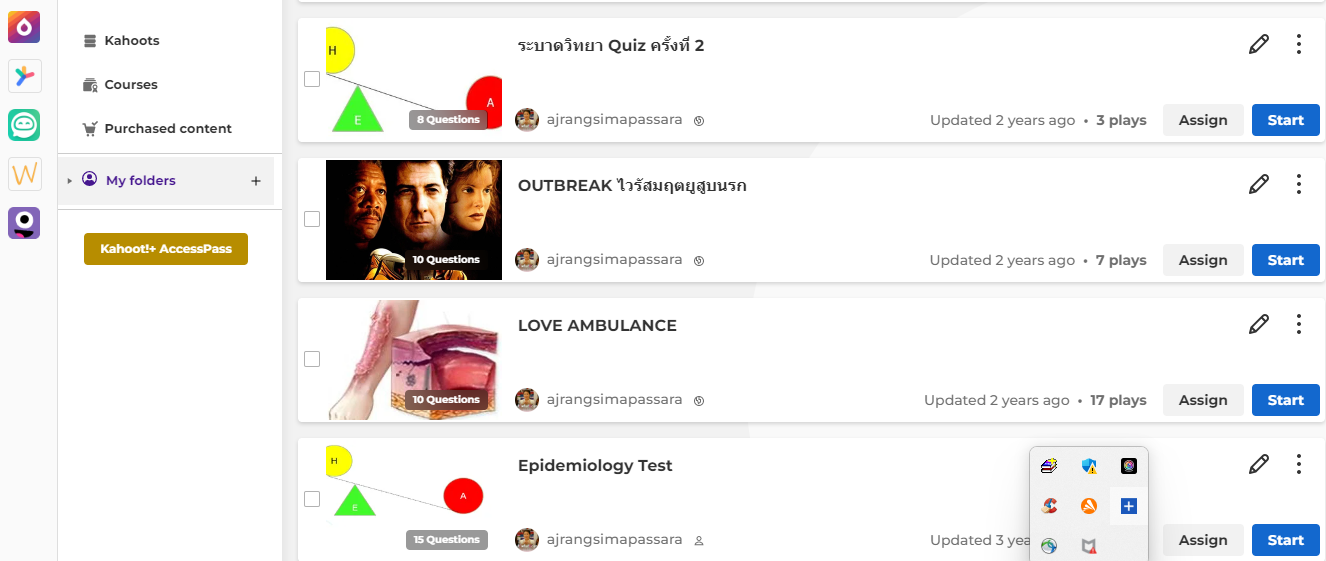 Kahoots
Courses
Purchased content
My folders
Kahoot!+ AccessPass
H
A
E
8 Questions
ระบาดวิทยา Quiz ครั้งที่ 2
ajrangsimapassara
Updated 2 years ago • 3 plays
Assign
Start
10 Questions
OUTBREAK ไวรัสมฤตยูสูบนรก
ajrangsimapassara
Updated 2 years ago • 7 plays
Assign
Start
10 Questions
LOVE AMBULANCE
ajrangsimapassara
Updated 2 years ago • 17 plays
Assign
Start
H
A
E
15 Questions
Epidemiology Test
ajrangsimapassara
Updated 3 yea
Assign
Start